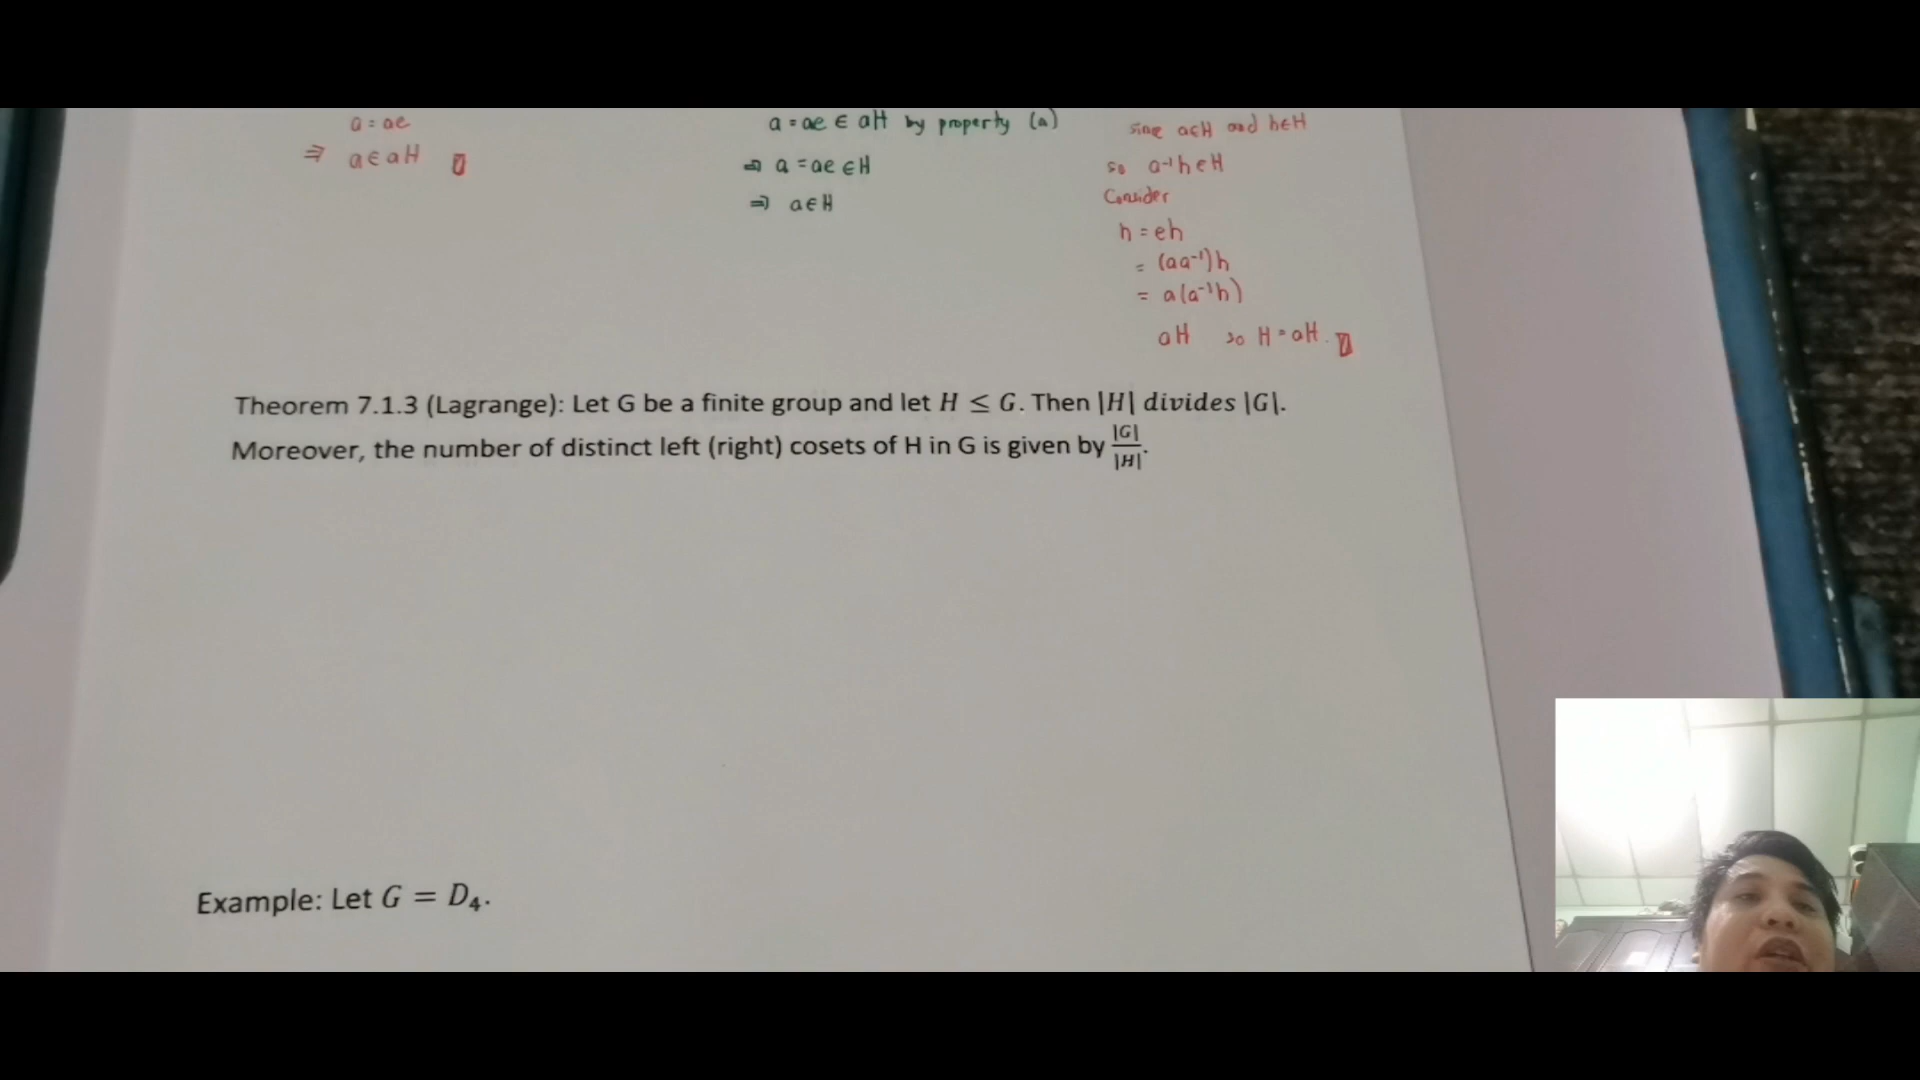 a = ae
⇒ a ∈ aH
a = ae ∈ aH by property (a)
⇒ a = ae ∈ H
⇒ a ∈ H
sine a∈H and h∈H
so a⁻¹h∈H
Consider
h = eh
= (aa⁻¹)h
= a(a⁻¹h)
aH so H = aH.
Theorem 7.1.3 (Lagrange): Let G be a finite group and let H ≤ G. Then |H| divides |G|.
Moreover, the number of distinct left (right) cosets of H in G is given by |G|/|H|.
Example: Let G = D₄.